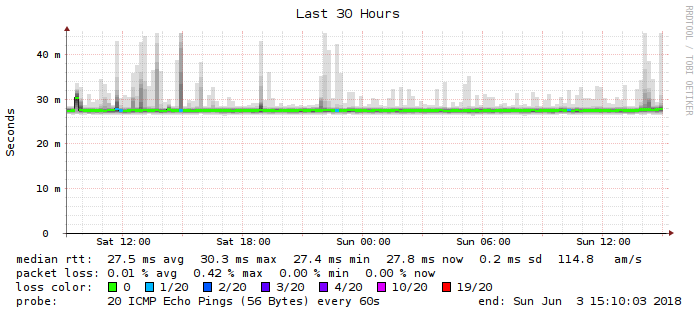 Last 30 Hours
RRDTOOL / TOBI OETIKER
Seconds
40 m
30 m
20 m
10 m
0
Sat 12:00 Sat 18:00 Sun 00:00 Sun 06:00 Sun 12:00
median rtt: 27.5 ms avg 30.3 ms max 27.4 ms min 27.8 ms now 0.2 ms sd 114.8 am/s
packet loss: 0.01 % avg 0.42 % max 0.00 % min 0.00 % now
loss color: 0 1/20 2/20 3/20 4/20 10/20 19/20
probe: 20 ICMP Echo Pings (56 Bytes) every 60s end: Sun Jun 3 15:10:03 2018